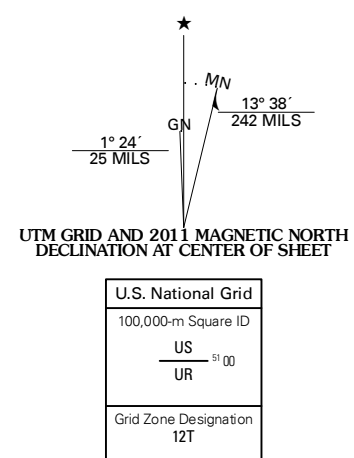 ★
MN
13° 38´
242 MILS
GN
1° 24´
25 MILS
UTM GRID AND 2011 MAGNETIC NORTH
DECLINATION AT CENTER OF SHEET
U.S. National Grid
100,000-m Square ID
US
51 00
UR
Grid Zone Designation
12T